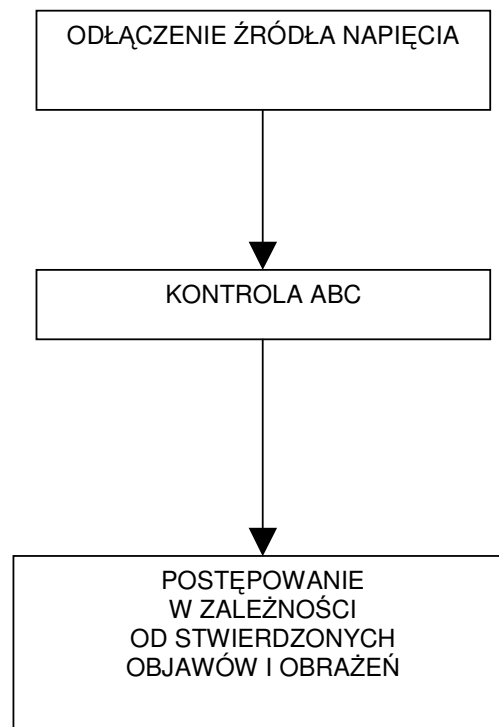 ODŁĄCZENIE ŹRÓDŁA NAPIĘCIA
KONTROLA ABC
POSTĘPOWANIE
W ZALEŻNOŚCI
OD STWIERDZONYCH
OBJAWÓW I OBRAŻEŃ